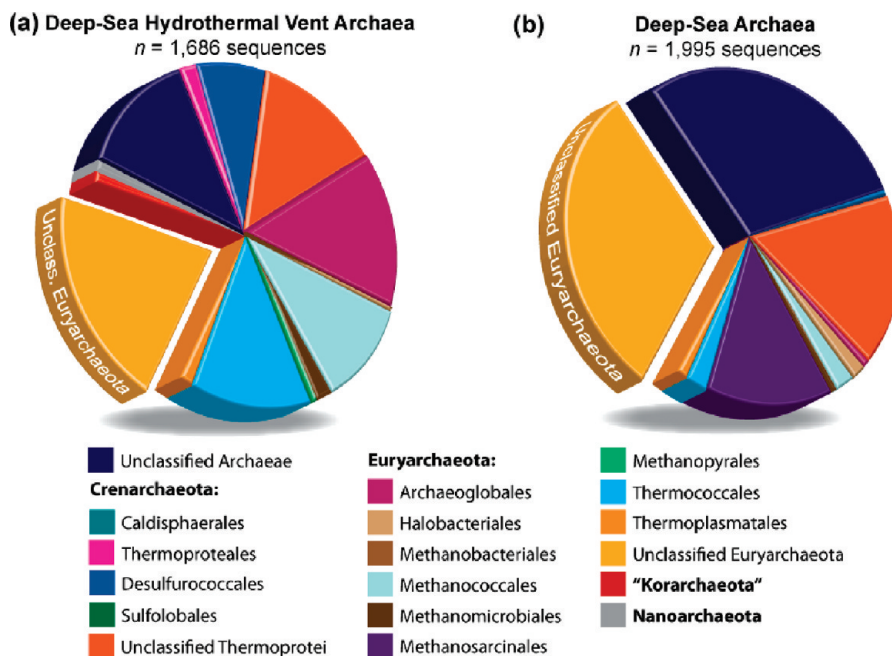 (a) Deep-Sea Hydrothermal Vent Archaea
n = 1,686 sequences
(b) Deep-Sea Archaea
n = 1,995 sequences
Unclass. Euryarchaeota
Unclassified Euryarchaeota
Unclassified Archaeae
Crenarchaeota:
Caldisphaerales
Thermoproteales
Desulfurococcales
Sulfolobales
Unclassified Thermoprotei
Euryarchaeota:
Archaeoglobales
Halobacteriales
Methanobacteriales
Methanococcales
Methanomicrobiales
Methanosarcinales
Methanopyrales
Thermococcales
Thermoplasmatales
Unclassified Euryarchaeota
"Korarchaeota"
Nanoarchaeota